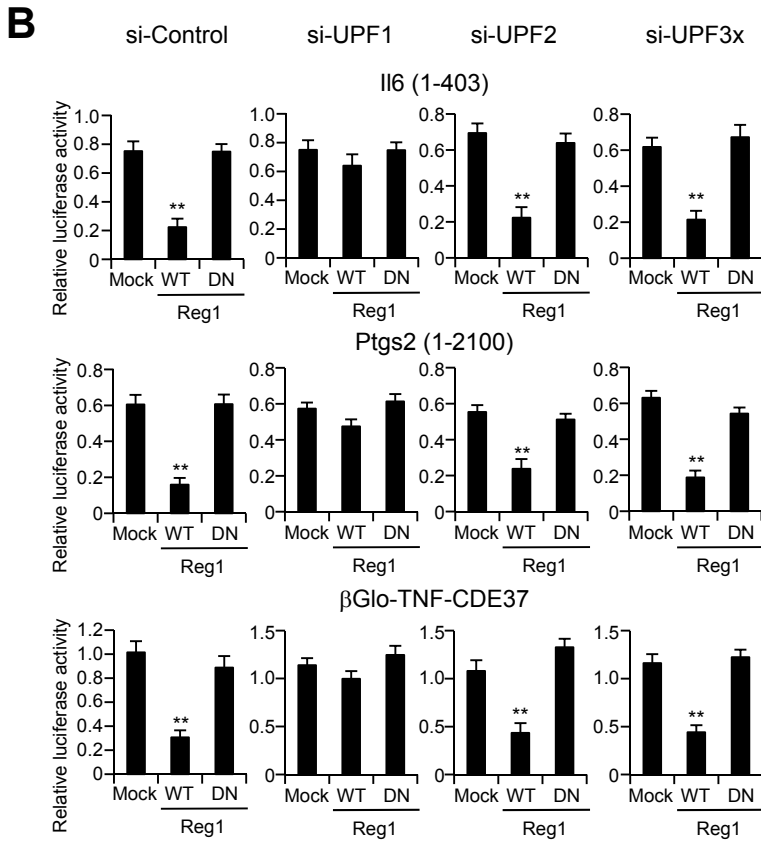 B
si-Control si-UPF1 si-UPF2 si-UPF3x
Il6 (1-403)
Relative luciferase activity
1.0 0.8 0.6 0.4 0.2 0
**
Mock WT DN
Reg1
1.0 0.8 0.6 0.4 0.2 0
Mock WT DN
Reg1
0.8 0.6 0.4 0.2 0
**
Mock WT DN
Reg1
0.8 0.6 0.4 0.2 0
**
Mock WT DN
Reg1
Ptgs2 (1-2100)
Relative luciferase activity
0.8 0.6 0.4 0.2 0
**
Mock WT DN
Reg1
0.8 0.6 0.4 0.2 0
Mock WT DN
Reg1
0.8 0.6 0.4 0.2 0
**
Mock WT DN
Reg1
0.8 0.6 0.4 0.2 0
**
Mock WT DN
Reg1
βGlo-TNF-CDE37
Relative luciferase activity
1.2 1.0 0.8 0.6 0.4 0.2 0
**
Mock WT DN
Reg1
1.5 1.0 0.5 0
Mock WT DN
Reg1
1.5 1.0 0.5 0
**
Mock WT DN
Reg1
1.5 1.0 0.5 0
**
Mock WT DN
Reg1